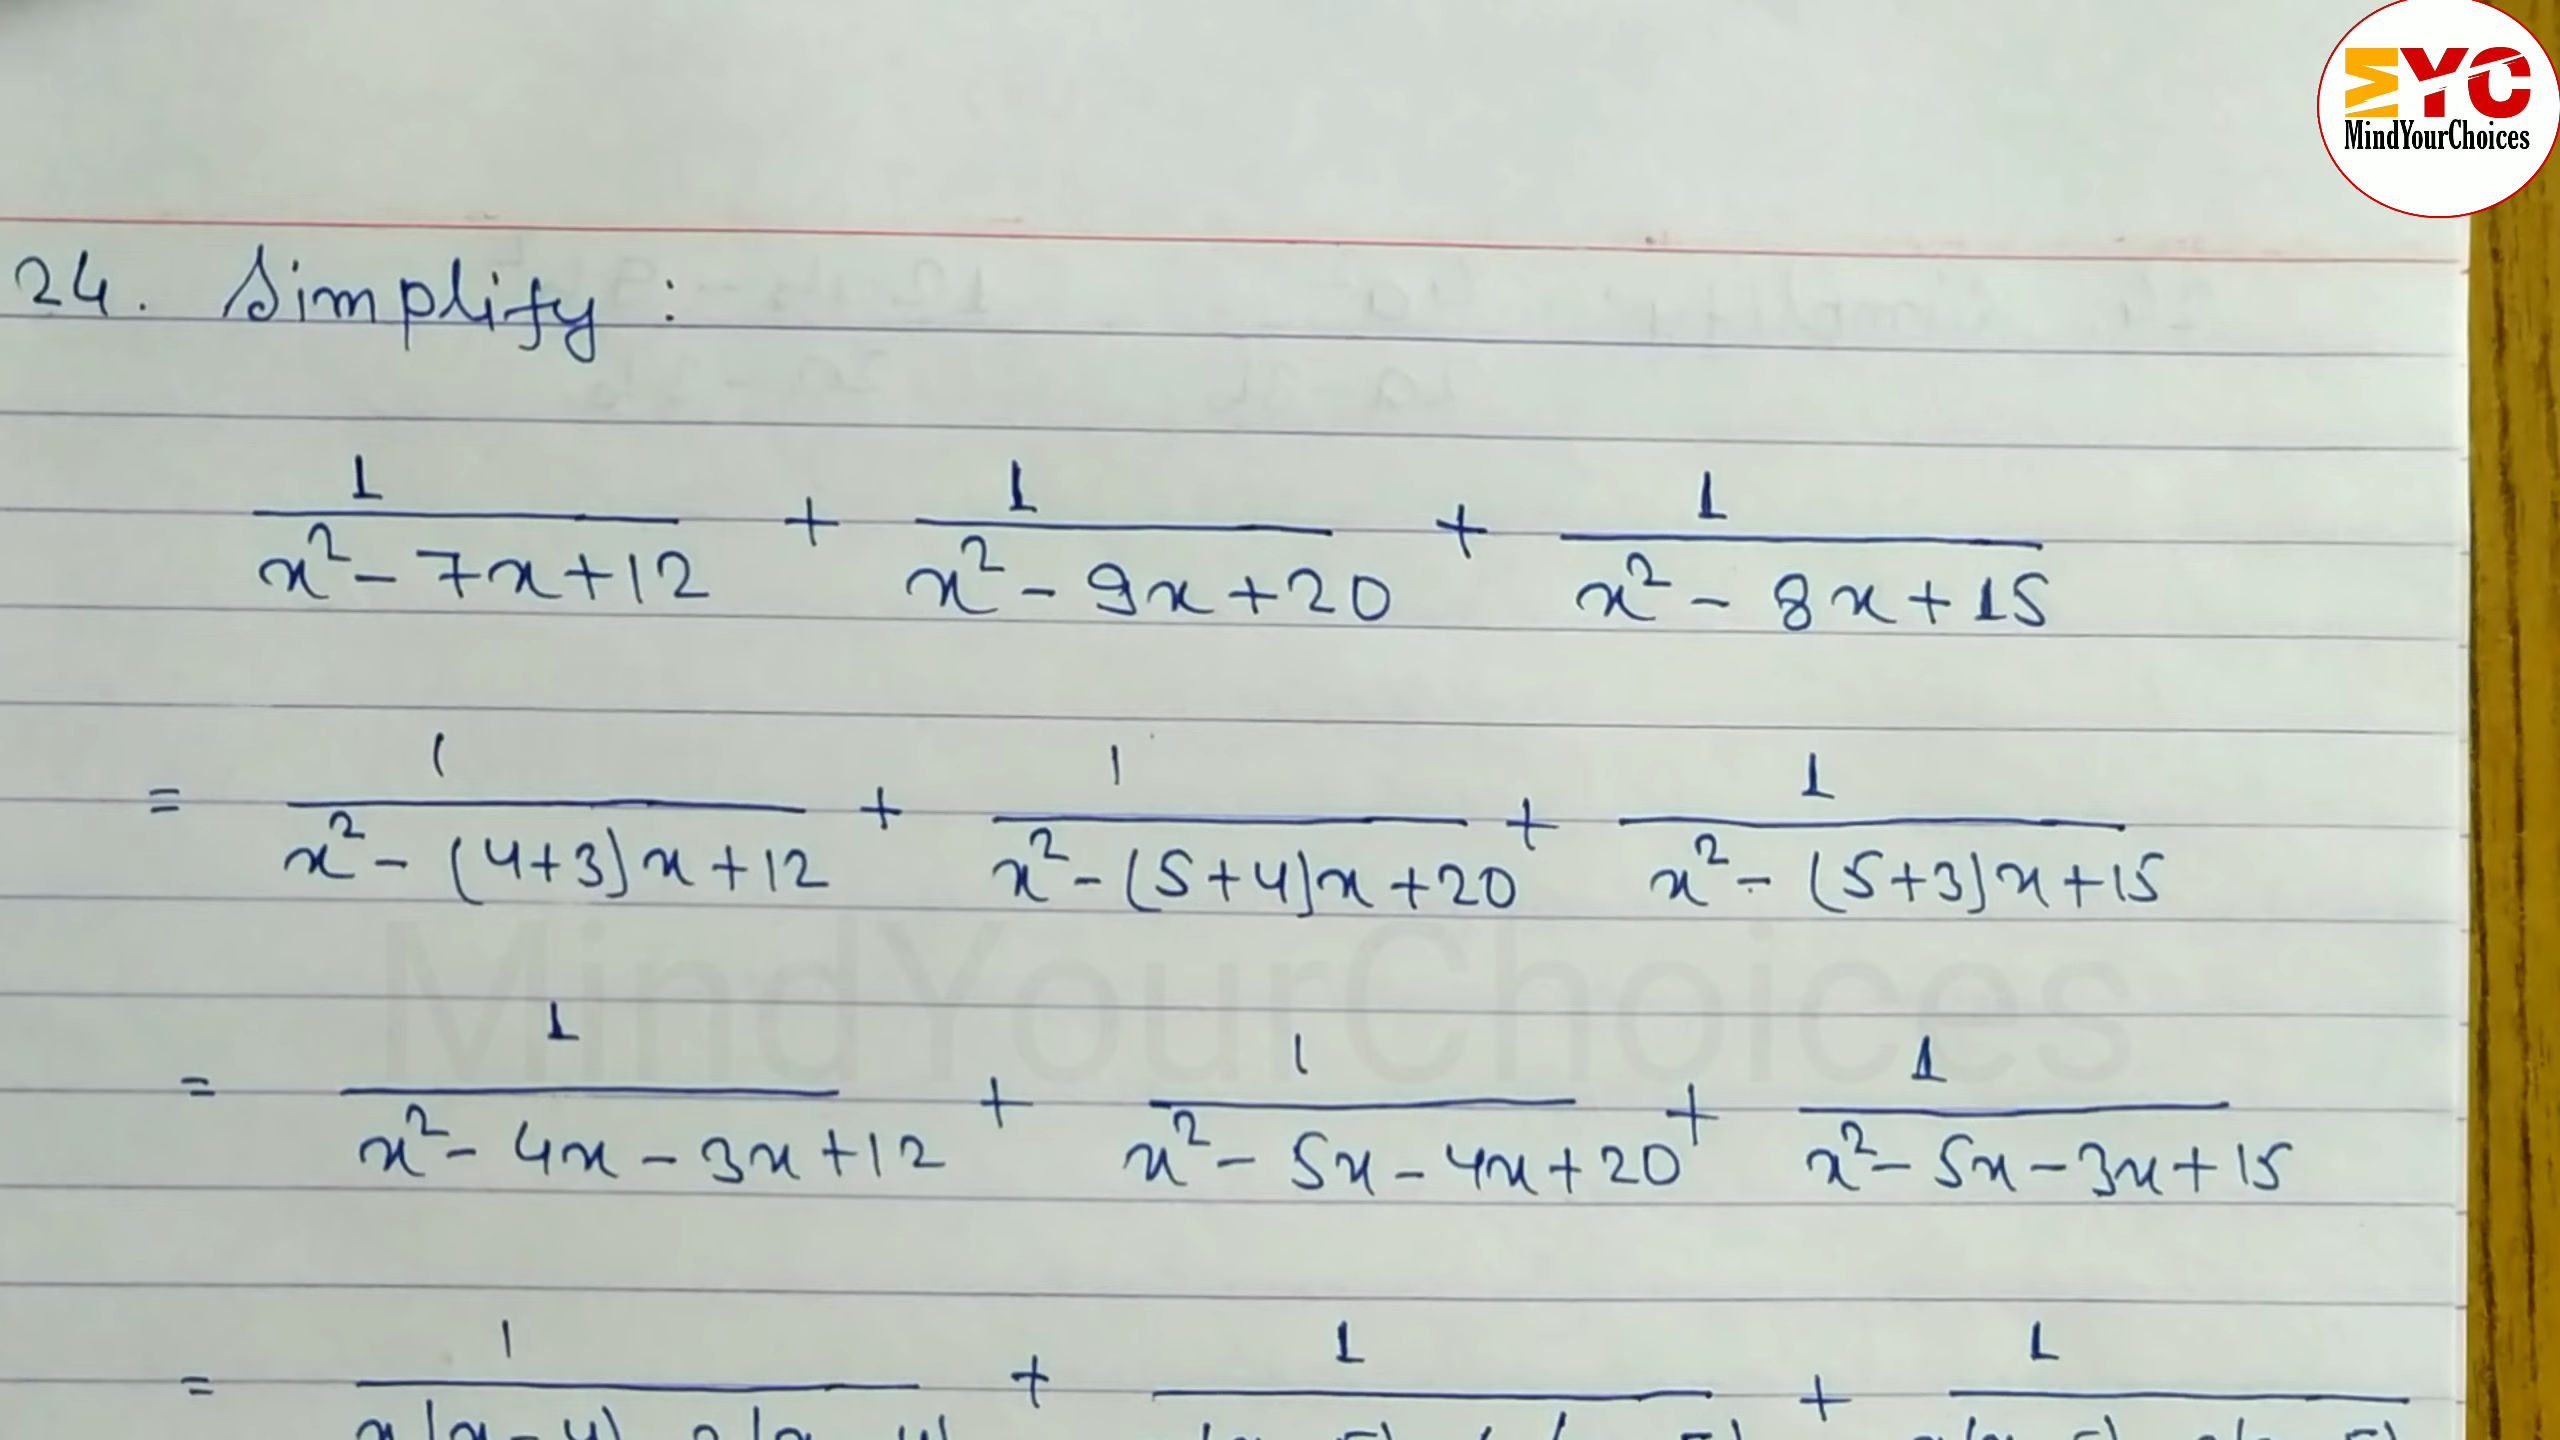 MYC
MindYourChoices
24. Simplify :
1/(x² - 7x + 12) + 1/(x² - 9x + 20) + 1/(x² - 8x + 15)
= 1/(x² - (4+3)x + 12) + 1/(x² - (5+4)x + 20) + 1/(x² - (5+3)x + 15)
MindYourChoices
= 1/(x² - 4x - 3x + 12) + 1/(x² - 5x - 4x + 20) + 1/(x² - 5x - 3x + 15)
= 1 + 1 + 1